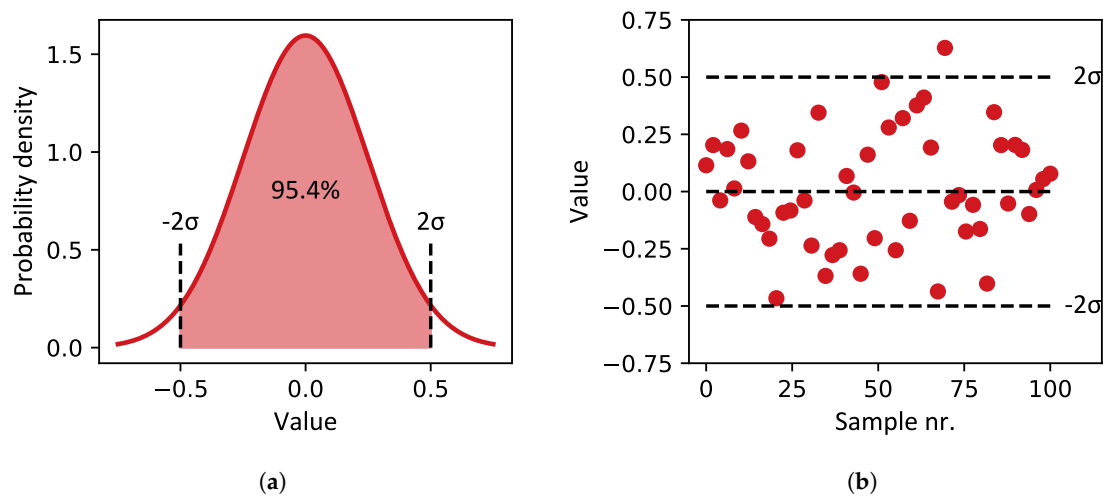 1.5
1.0
0.5
0.0
Probability density
-2σ
2σ
95.4%
−0.5
0.0
0.5
Value
(a)
0.75
0.50
0.25
0.00
−0.25
−0.50
−0.75
Value
2σ
-2σ
0
25
50
75
100
Sample nr.
(b)